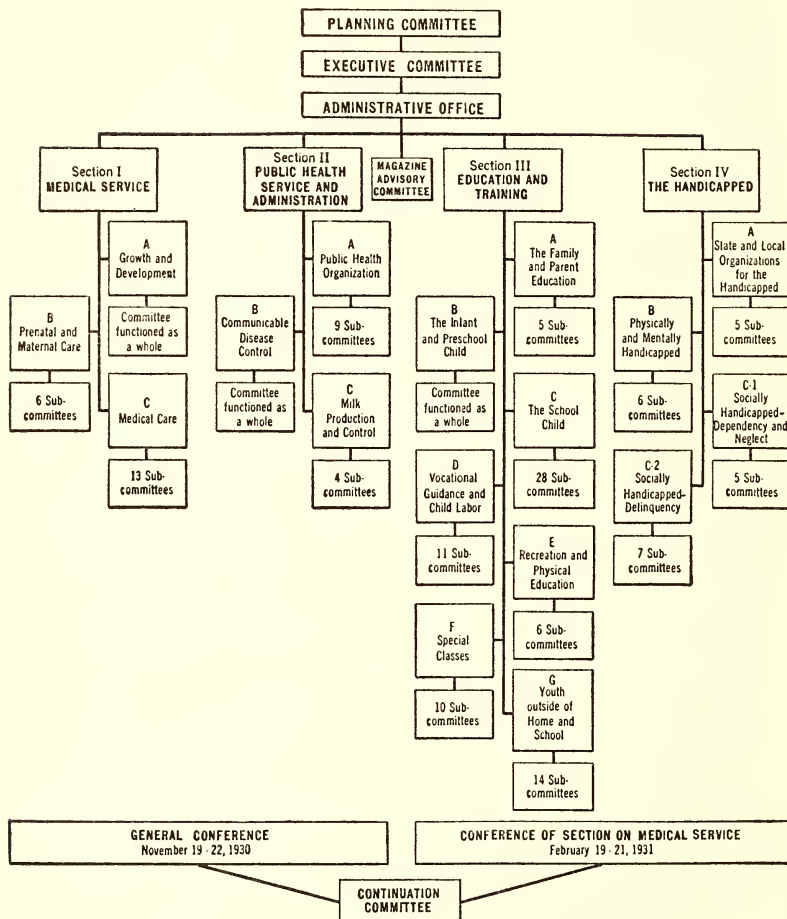 PLANNING COMMITTEE
EXECUTIVE COMMITTEE
ADMINISTRATIVE OFFICE
Section I
MEDICAL SERVICE
A
Growth and
Development
Committee
functioned as
a whole
B
Prenatal and
Maternal Care
6 Sub-
committees
C
Medical Care
13 Sub-
committees
Section II
PUBLIC HEALTH
SERVICE AND
ADMINISTRATION
A
Public Health
Organization
9 Sub-
committees
B
Communicable
Disease
Control
Committee
functioned as
a whole
C
Milk
Production
and Control
4 Sub-
committees
MAGAZINE
ADVISORY
COMMITTEE
Section III
EDUCATION AND
TRAINING
A
The Family
and Parent
Education
5 Sub-
committees
B
The Infant
and Preschool
Child
Committee
functioned as
a whole
C
The School
Child
28 Sub-
committees
D
Vocational
Guidance and
Child Labor
11 Sub-
committees
E
Recreation and
Physical
Education
6 Sub-
committees
F
Special
Classes
10 Sub-
committees
G
Youth
outside of
Home and
School
14 Sub-
committees
Section IV
THE HANDICAPPED
A
State and Local
Organizations
for the
Handicapped
5 Sub-
committees
B
Physically
and Mentally
Handicapped
6 Sub-
committees
C-1
Socially
Handicapped-
Dependency and
Neglect
5 Sub-
committees
C-2
Socially
Handicapped-
Delinquency
7 Sub-
committees
GENERAL CONFERENCE
November 19-22, 1930
CONFERENCE OF SECTION ON MEDICAL SERVICE
February 19-21, 1931
CONTINUATION
COMMITTEE